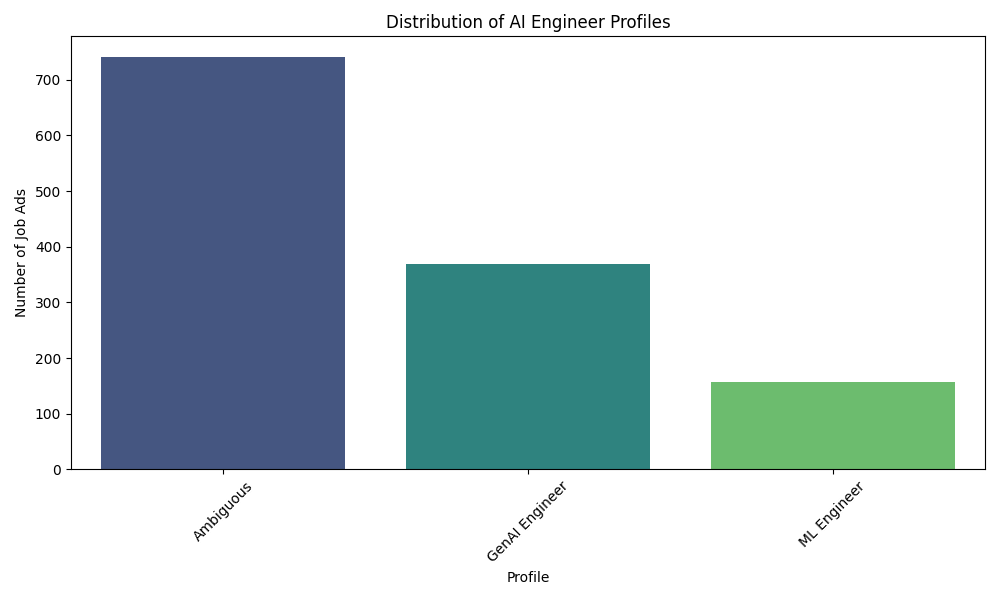 Distribution of AI Engineer Profiles
Number of Job Ads
700
600
500
400
300
200
100
0
Ambiguous
GenAI Engineer
ML Engineer
Profile